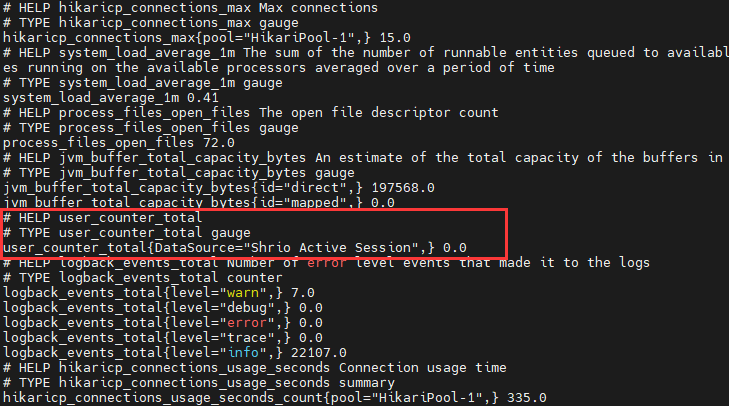 # HELP hikaricp_connections_max Max connections
# TYPE hikaricp_connections_max gauge
hikaricp_connections_max{pool="HikariPool-1",} 15.0
# HELP system_load_average_1m The sum of the number of runnable entities queued to availabl
es running on the available processors averaged over a period of time
# TYPE system_load_average_1m gauge
system_load_average_1m 0.41
# HELP process_files_open_files The open file descriptor count
# TYPE process_files_open_files gauge
process_files_open_files 72.0
# HELP jvm_buffer_total_capacity_bytes An estimate of the total capacity of the buffers in
# TYPE jvm_buffer_total_capacity_bytes gauge
jvm_buffer_total_capacity_bytes{id="direct",} 197568.0
jvm_buffer_total_capacity_bytes{id="mapped",} 0.0
# HELP user_counter_total
# TYPE user_counter_total gauge
user_counter_total{DataSource="Shrio Active Session",} 0.0
# HELP logback_events_total Number of error level events that made it to the logs
# TYPE logback_events_total counter
logback_events_total{level="warn",} 7.0
logback_events_total{level="debug",} 0.0
logback_events_total{level="error",} 0.0
logback_events_total{level="trace",} 0.0
logback_events_total{level="info",} 22107.0
# HELP hikaricp_connections_usage_seconds Connection usage time
# TYPE hikaricp_connections_usage_seconds summary
hikaricp_connections_usage_seconds_count{pool="HikariPool-1",} 335.0